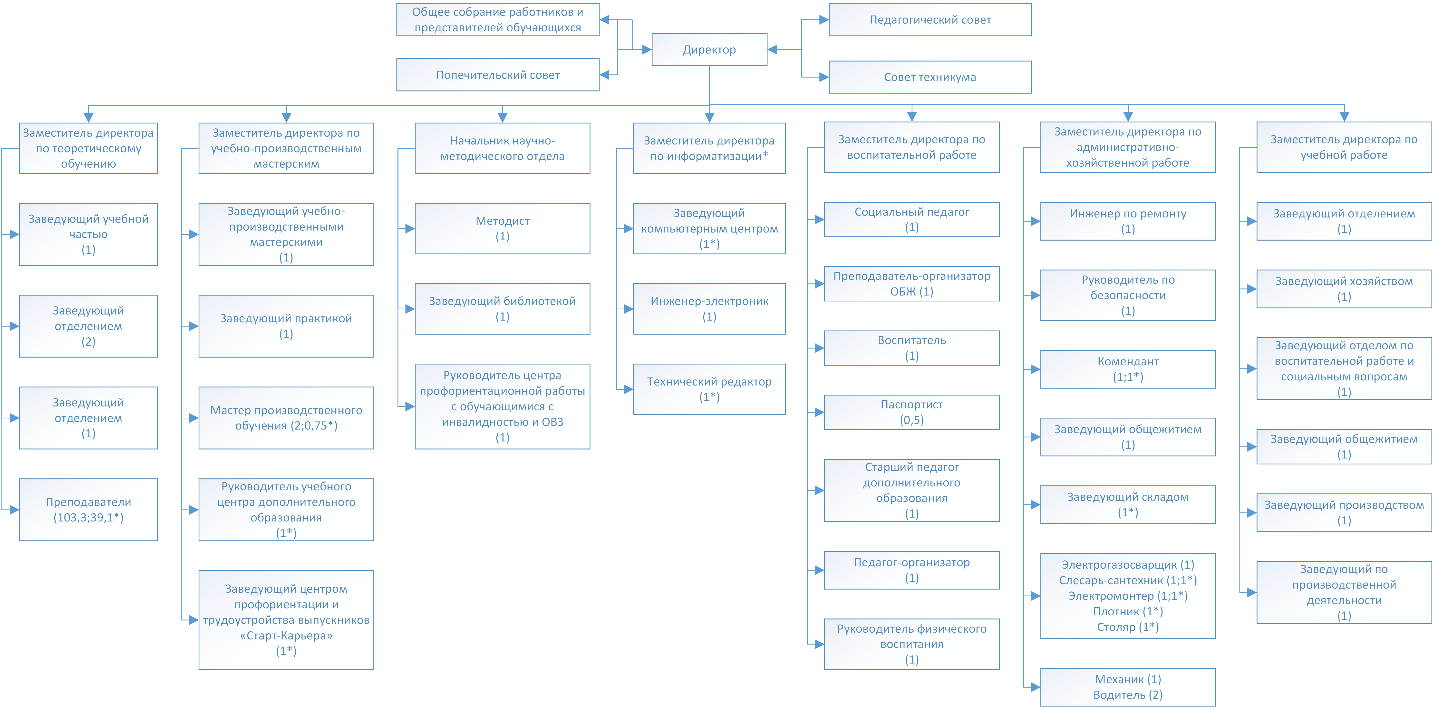 Общее собрание работников и
представителей обучающихся
Педагогический совет
Директор
Попечительский совет
Совет техникума
Заместитель директора
по теоретическому
обучению
Заведующий учебной
частью
(1)
Заведующий
отделением
(2)
Заведующий
отделением
(1)
Преподаватели
(103,3;39,1*)
Заместитель директора по
учебно-производственным
мастерским
Заведующий учебно-
производственными
мастерскими
(1)
Заведующий практикой
(1)
Мастер производственного
обучения (2;0,75*)
Руководитель учебного
центра дополнительного
образования
(1*)
Заведующий центром
профориентации и
трудоустройства выпускников
«Старт-Карьера»
(1*)
Начальник научно-
методического отдела
Методист
(1)
Заведующий библиотекой
(1)
Руководитель центра
профориентационной работы
с обучающимися с
инвалидностью и ОВЗ
(1)
Заместитель директора
по информатизации*
Заведующий
компьютерным центром
(1*)
Инженер-электроник
(1)
Технический редактор
(1*)
Заместитель директора по
воспитательной работе
Социальный педагог
(1)
Преподаватель-организатор
ОБЖ (1)
Воспитатель
(1)
Паспортист
(0,5)
Старший педагог
дополнительного
образования
(1)
Педагог-организатор
(1)
Руководитель физического
воспитания
(1)
Заместитель директора по
административно-
хозяйственной работе
Инженер по ремонту
(1)
Руководитель по
безопасности
(1)
Комендант
(1;1*)
Заведующий общежитием
(1)
Заведующий складом
(1*)
Электрогазосварщик (1)
Слесарь-сантехник (1;1*)
Электромонтер (1;1*)
Плотник (1*)
Столяр (1*)
Механик (1)
Водитель (2)
Заместитель директора по
учебной работе
Заведующий отделением
(1)
Заведующий хозяйством
(1)
Заведующий отделом по
воспитательной работе и
социальным вопросам
(1)
Заведующий общежитием
(1)
Заведующий производством
(1)
Заведующий по
производственной
деятельности
(1)